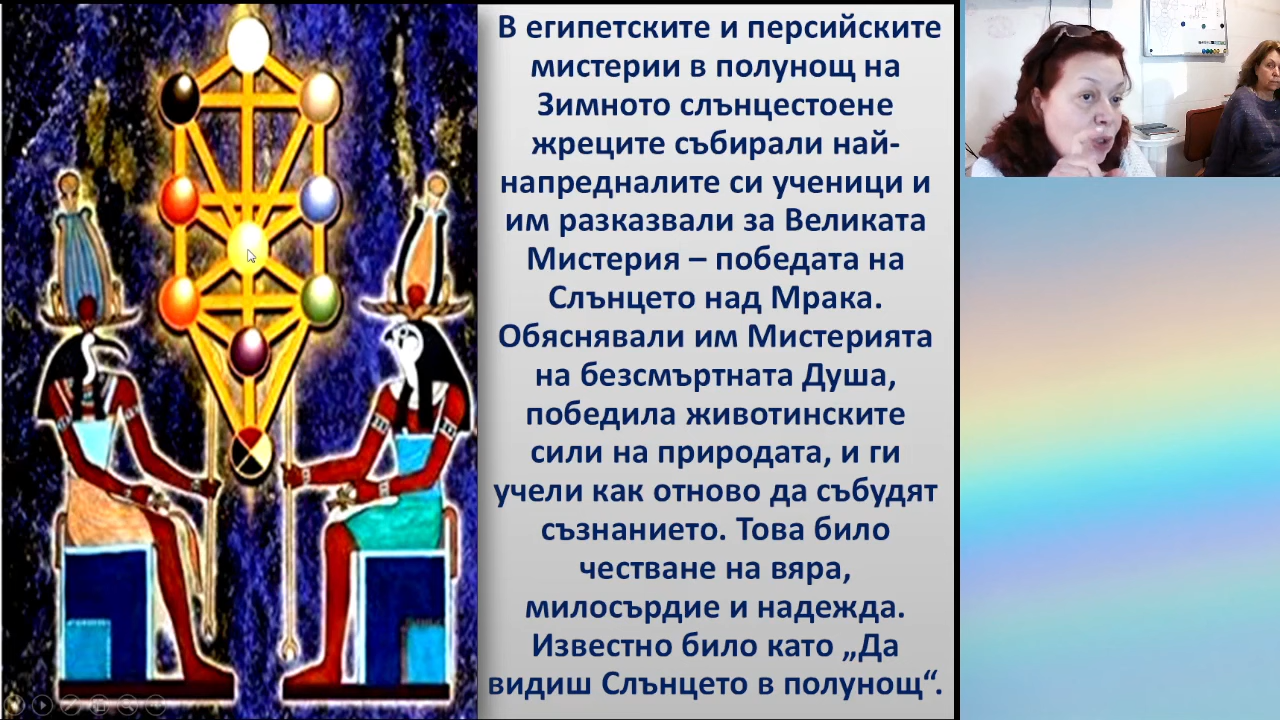 В египетските и персийските
мистерии в полунощ на
Зимното слънцестоене
жреците събирали най-
напредналите си ученици и
им разказвали за Великата
Мистерия – победата на
Слънцето над Мрака.
Обяснявали им Мистерията
на безсмъртната Душа,
победила животинските
сили на природата, и ги
учели как отново да събудят
съзнанието. Това било
честване на вяра,
милосърдие и надежда.
Известно било като „Да
видиш Слънцето в полунощ“.